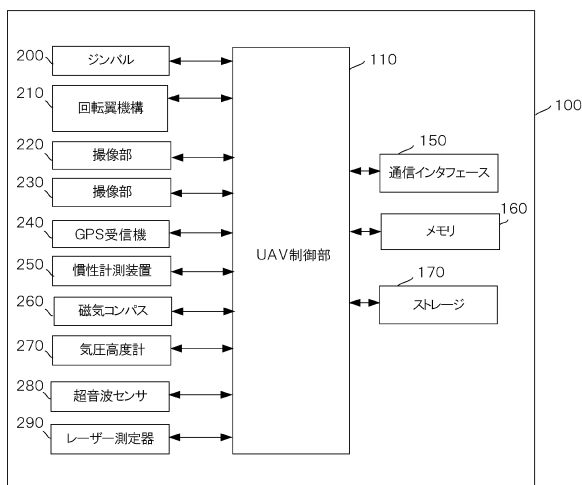 200
ジンバル
210
回転翼機構
220
撮像部
230
撮像部
240
GPS受信機
250
慣性計測装置
260
磁気コンパス
270
気圧高度計
280
超音波センサ
290
レーザー測定器
110
UAV制御部
100
150
通信インタフェース
160
メモリ
170
ストレージ